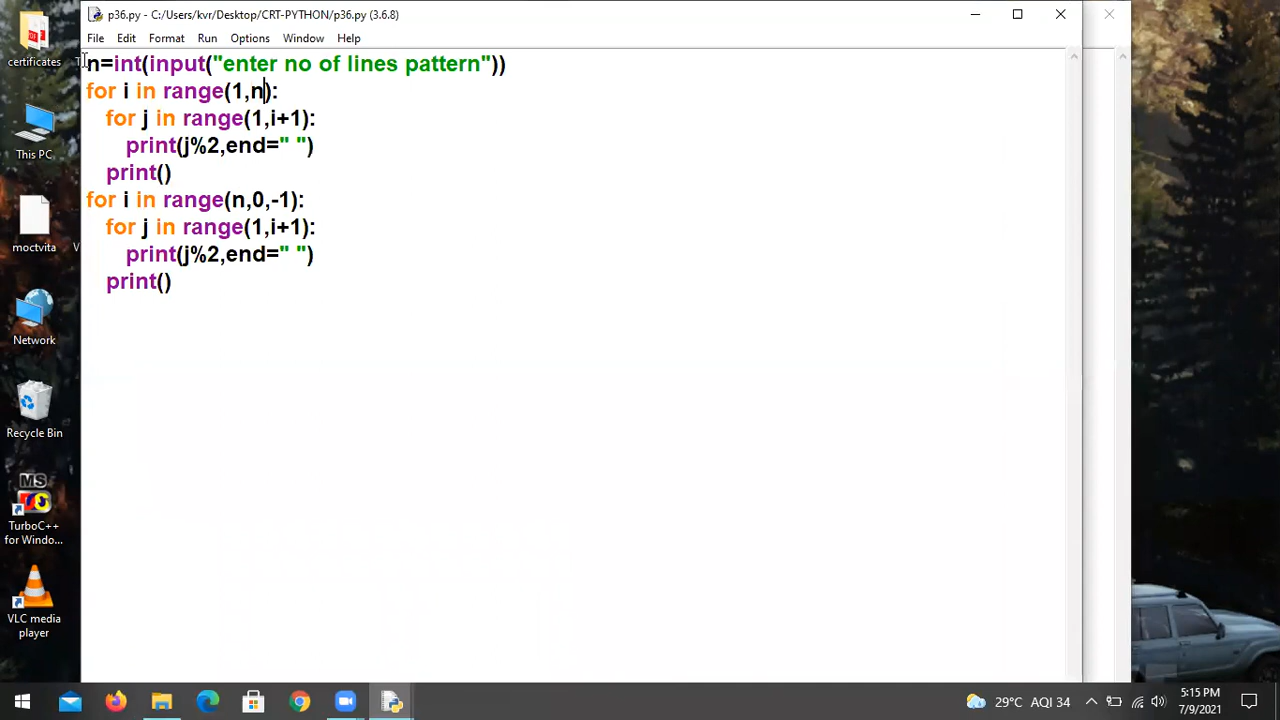 p36.py - C:/Users/kvr/Desktop/CRT-PYTHON/p36.py (3.6.8)
File Edit Format Run Options Window Help
n=int(input("enter no of lines pattern"))
for i in range(1,n):
for j in range(1,i+1):
print(j%2,end=" ")
print()
for i in range(n,0,-1):
for j in range(1,i+1):
print(j%2,end=" ")
print()
certificates
T
This PC
moctvita
V
Network
Recycle Bin
MS
TurboC++
for Windo...
VLC media
player
29°C AQI 34
5:15 PM
7/9/2021